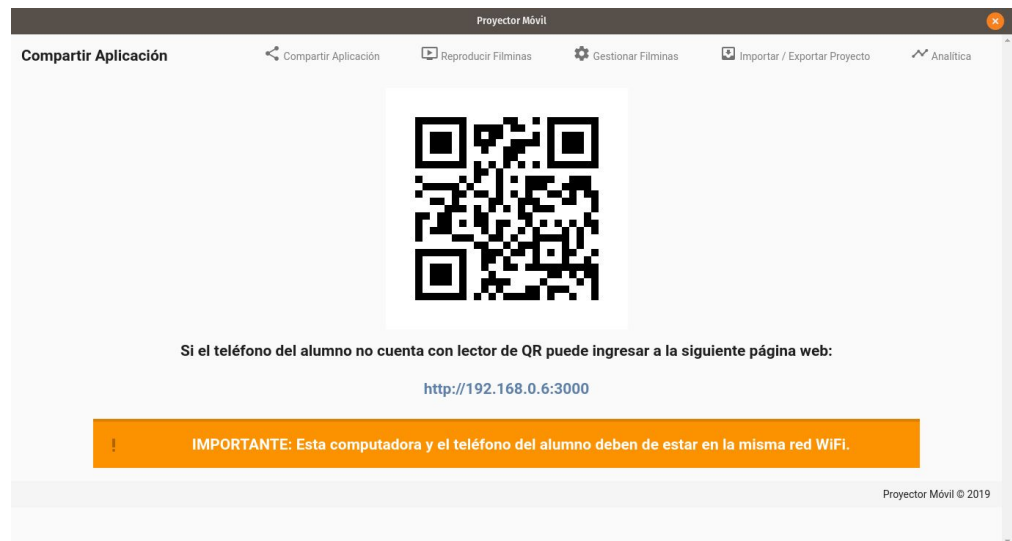 Proyector Móvil
Compartir Aplicación
Compartir Aplicación
Reproducir Filminas
Gestionar Filminas
Importar / Exportar Proyecto
Analítica
Si el teléfono del alumno no cuenta con lector de QR puede ingresar a la siguiente página web:
http://192.168.0.6:3000
! IMPORTANTE: Esta computadora y el teléfono del alumno deben de estar en la misma red WiFi.
Proyector Móvil © 2019